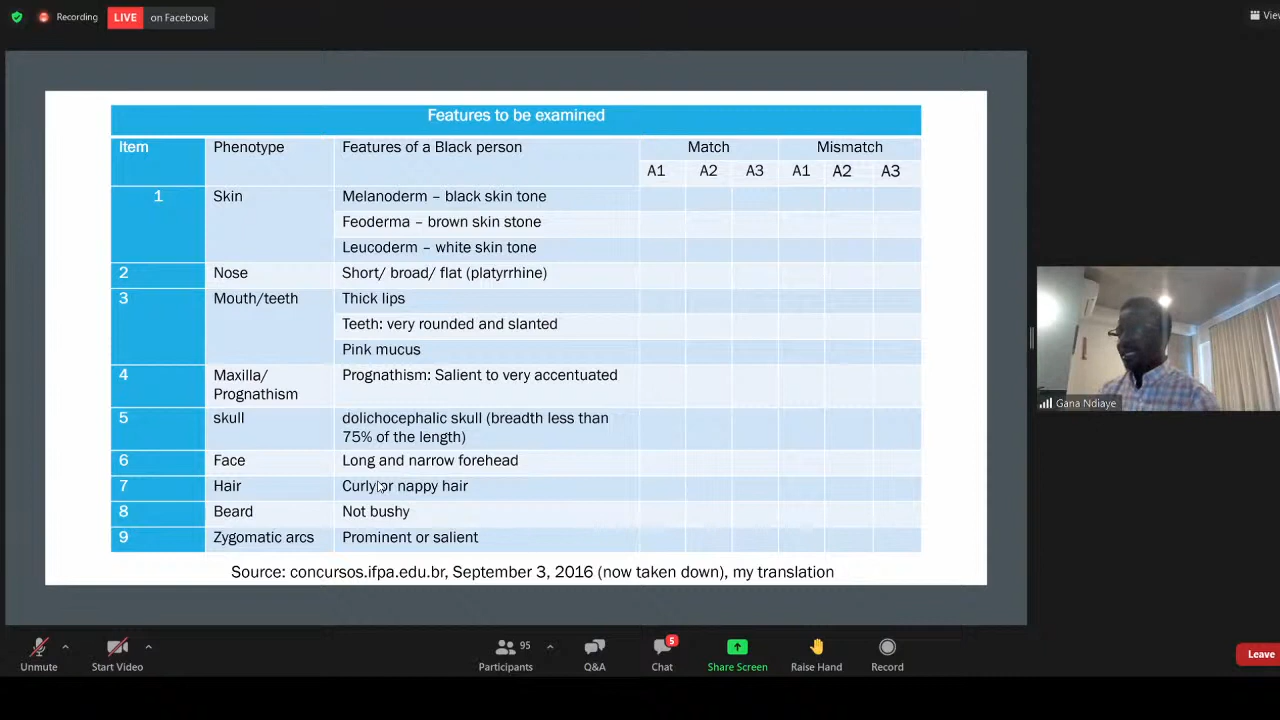 Recording
LIVE on Facebook
View
Features to be examined
Item Phenotype Features of a Black person Match Mismatch
A1 A2 A3 A1 A2 A3
1 Skin Melanoderm – black skin tone
Feoderma – brown skin stone
Leucoderm – white skin tone
2 Nose Short/ broad/ flat (platyrrhine)
3 Mouth/teeth Thick lips
Teeth: very rounded and slanted
Pink mucus
4 Maxilla/ Prognathism: Salient to very accentuated
Prognathism
5 skull dolichocephalic skull (breadth less than
75% of the length)
6 Face Long and narrow forehead
7 Hair Curly or nappy hair
8 Beard Not bushy
9 Zygomatic arcs Prominent or salient
Source: concursos.ifpa.edu.br, September 3, 2016 (now taken down), my translation
Gana Ndiaye
95 5
Unmute Start Video Participants Q&A Chat Share Screen Raise Hand Record Leave